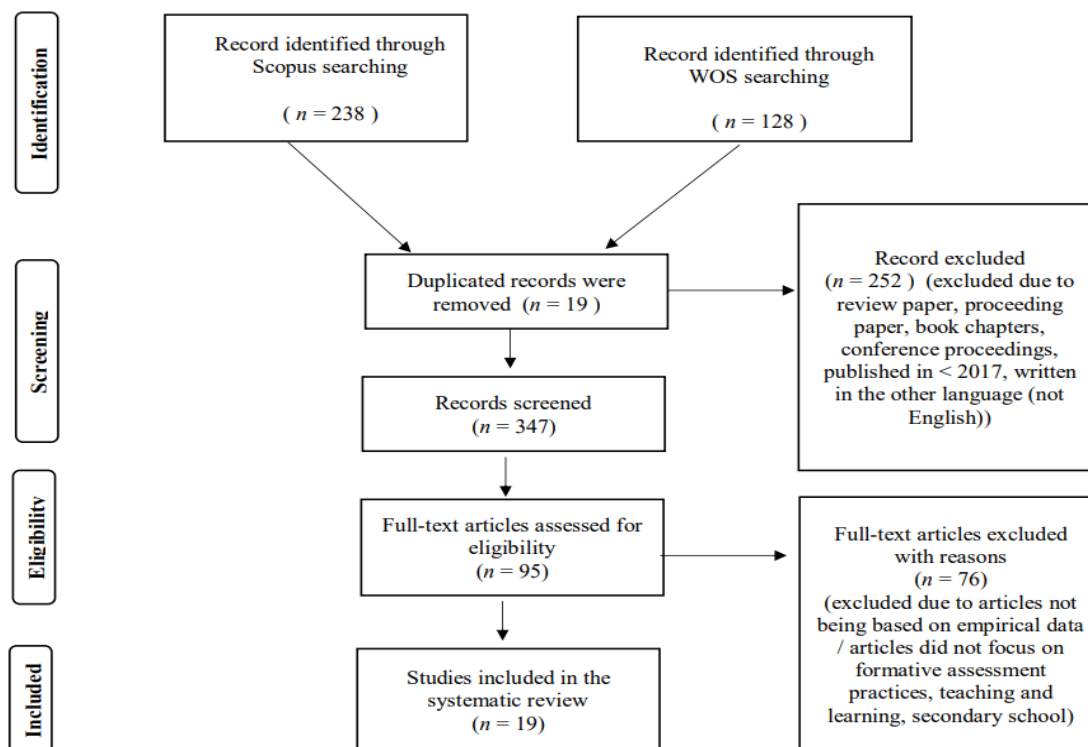 Identification
Record identified through
Scopus searching
( n = 238 )
Record identified through
WOS searching
( n = 128 )
Screening
Duplicated records were
removed (n = 19 )
Record excluded
(n = 252 ) (excluded due to
review paper, proceeding
paper, book chapters,
conference proceedings,
published in < 2017, written
in the other language (not
English))
Records screened
(n = 347)
Eligibility
Full-text articles assessed for
eligibility
(n = 95)
Full-text articles excluded
with reasons
(n = 76)
(excluded due to articles not
being based on empirical data
/ articles did not focus on
formative assessment
practices, teaching and
learning, secondary school)
Included
Studies included in the
systematic review
(n = 19)